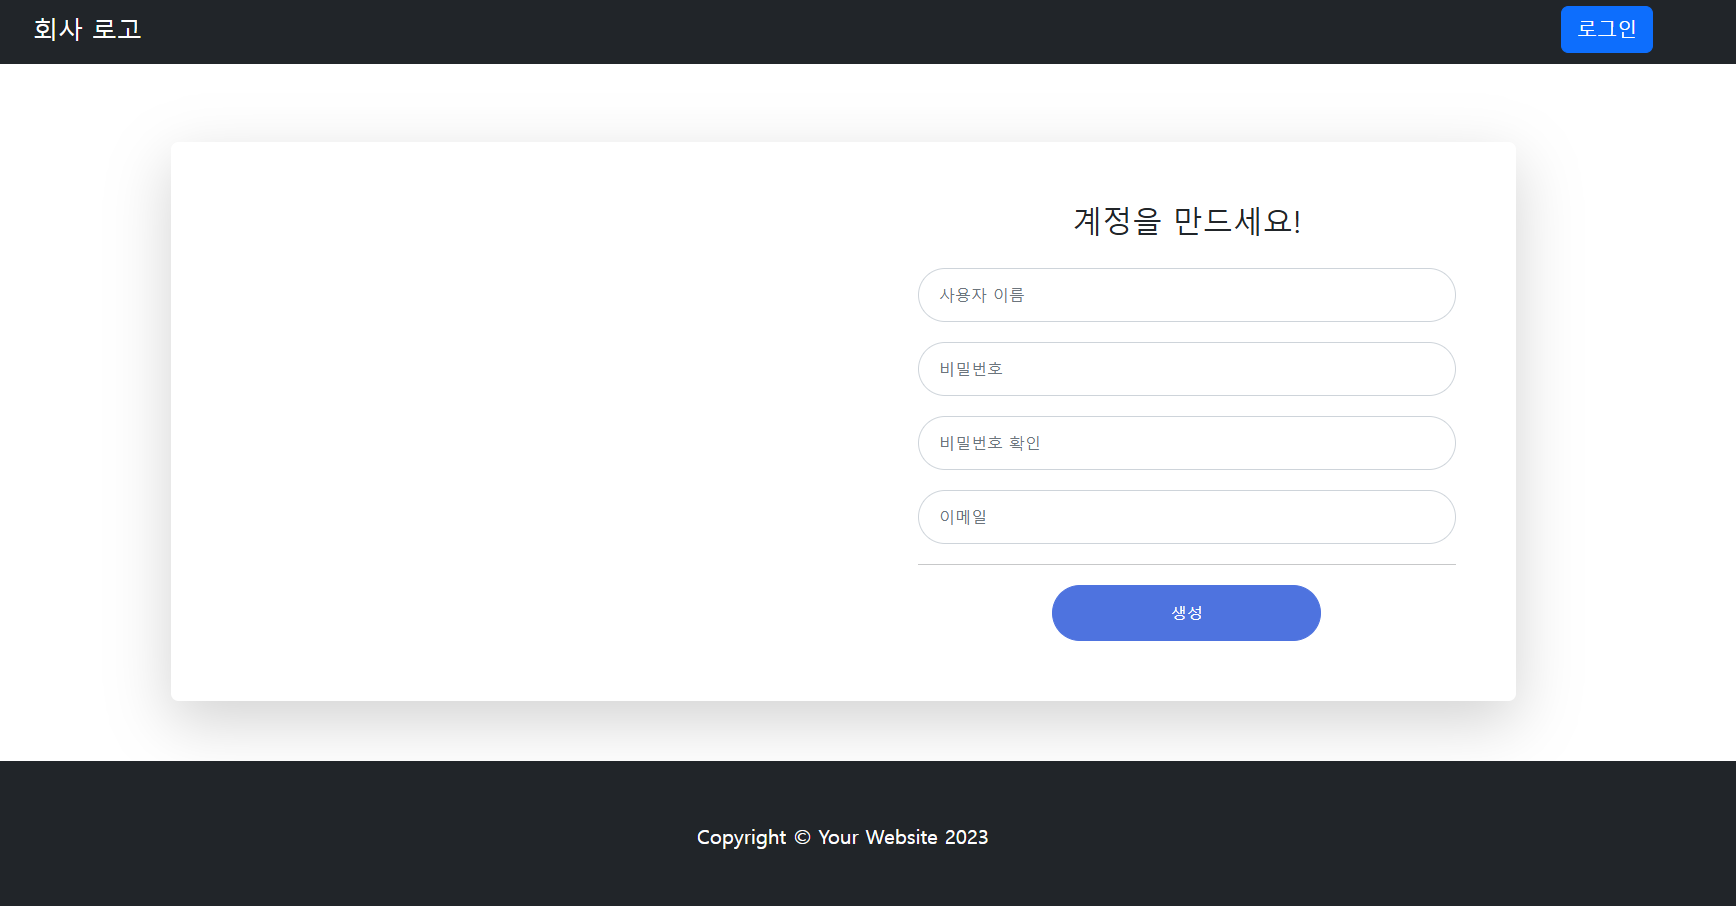 회사 로고
로그인
계정을 만드세요!
사용자 이름
비밀번호
비밀번호 확인
이메일
생성
Copyright © Your Website 2023